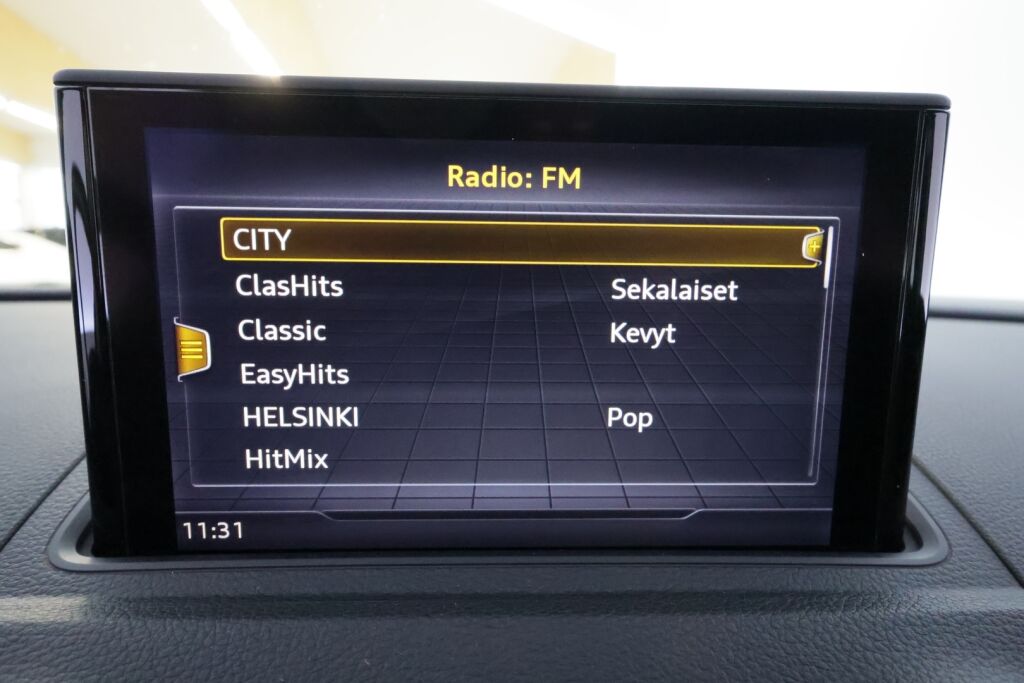 Radio: FM
CITY
ClasHits Sekalaiset
Classic Kevyt
EasyHits
HELSINKI Pop
HitMix
11:31